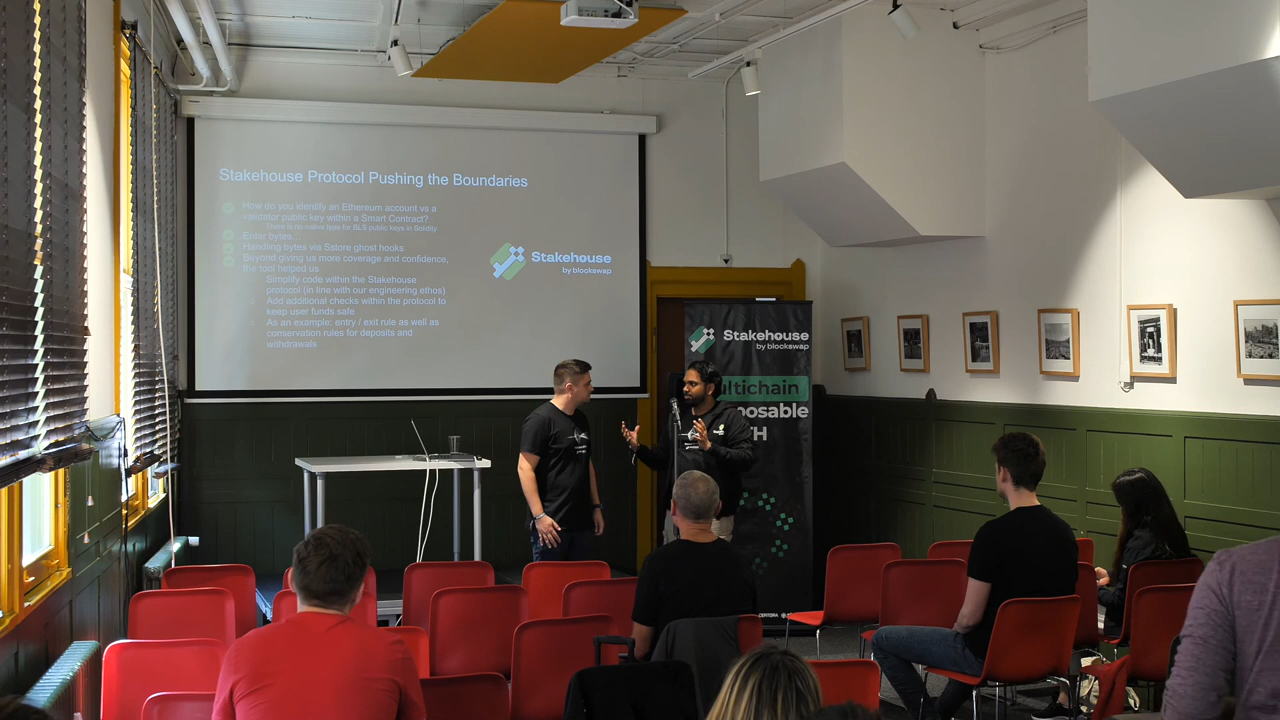 Stakehouse Protocol Pushing the Boundaries
How do you identify an Ethereum account vs a
validator public key within a Smart Contract?
There is no native type for BLS public keys in Solidity
Enter bytes...
Handling bytes via Sstore ghost hooks
Beyond giving us more coverage and confidence,
the tool helped us
Simplify code within the Stakehouse
protocol (in line with our engineering ethos)
Add additional checks within the protocol to
keep user funds safe
As an example: entry / exit rule as well as
conservation rules for deposits and
withdrawals
Stakehouse
by blockswap
Stakehouse
by blockswap
ultichain
posable
TH
CERTORA